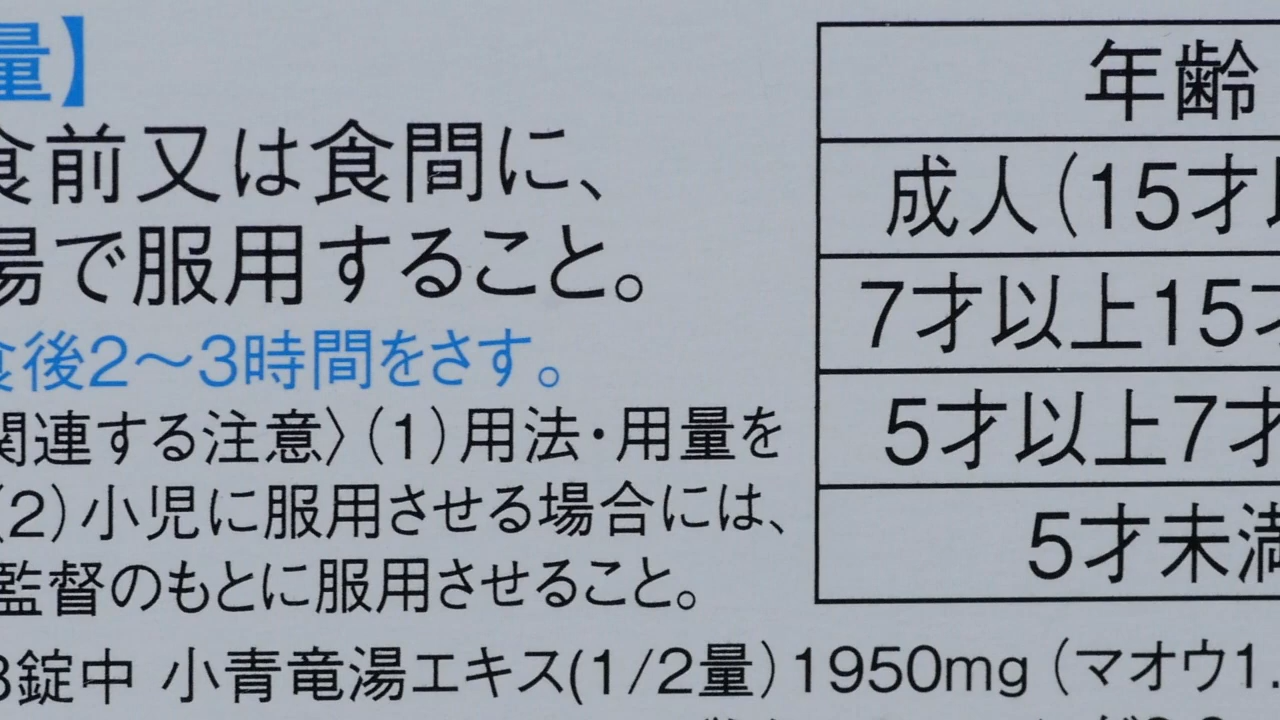 量】
食前又は食間に、
湯で服用すること。
食後2〜3時間をさす。
関連する注意〉(1)用法・用量を
(2)小児に服用させる場合には、
監督のもとに服用させること。
8錠中 小青竜湯エキス(1/2量)1950mg (マオウ1.
年齢
成人(15才以
7才以上15才
5才以上7才
5才未満